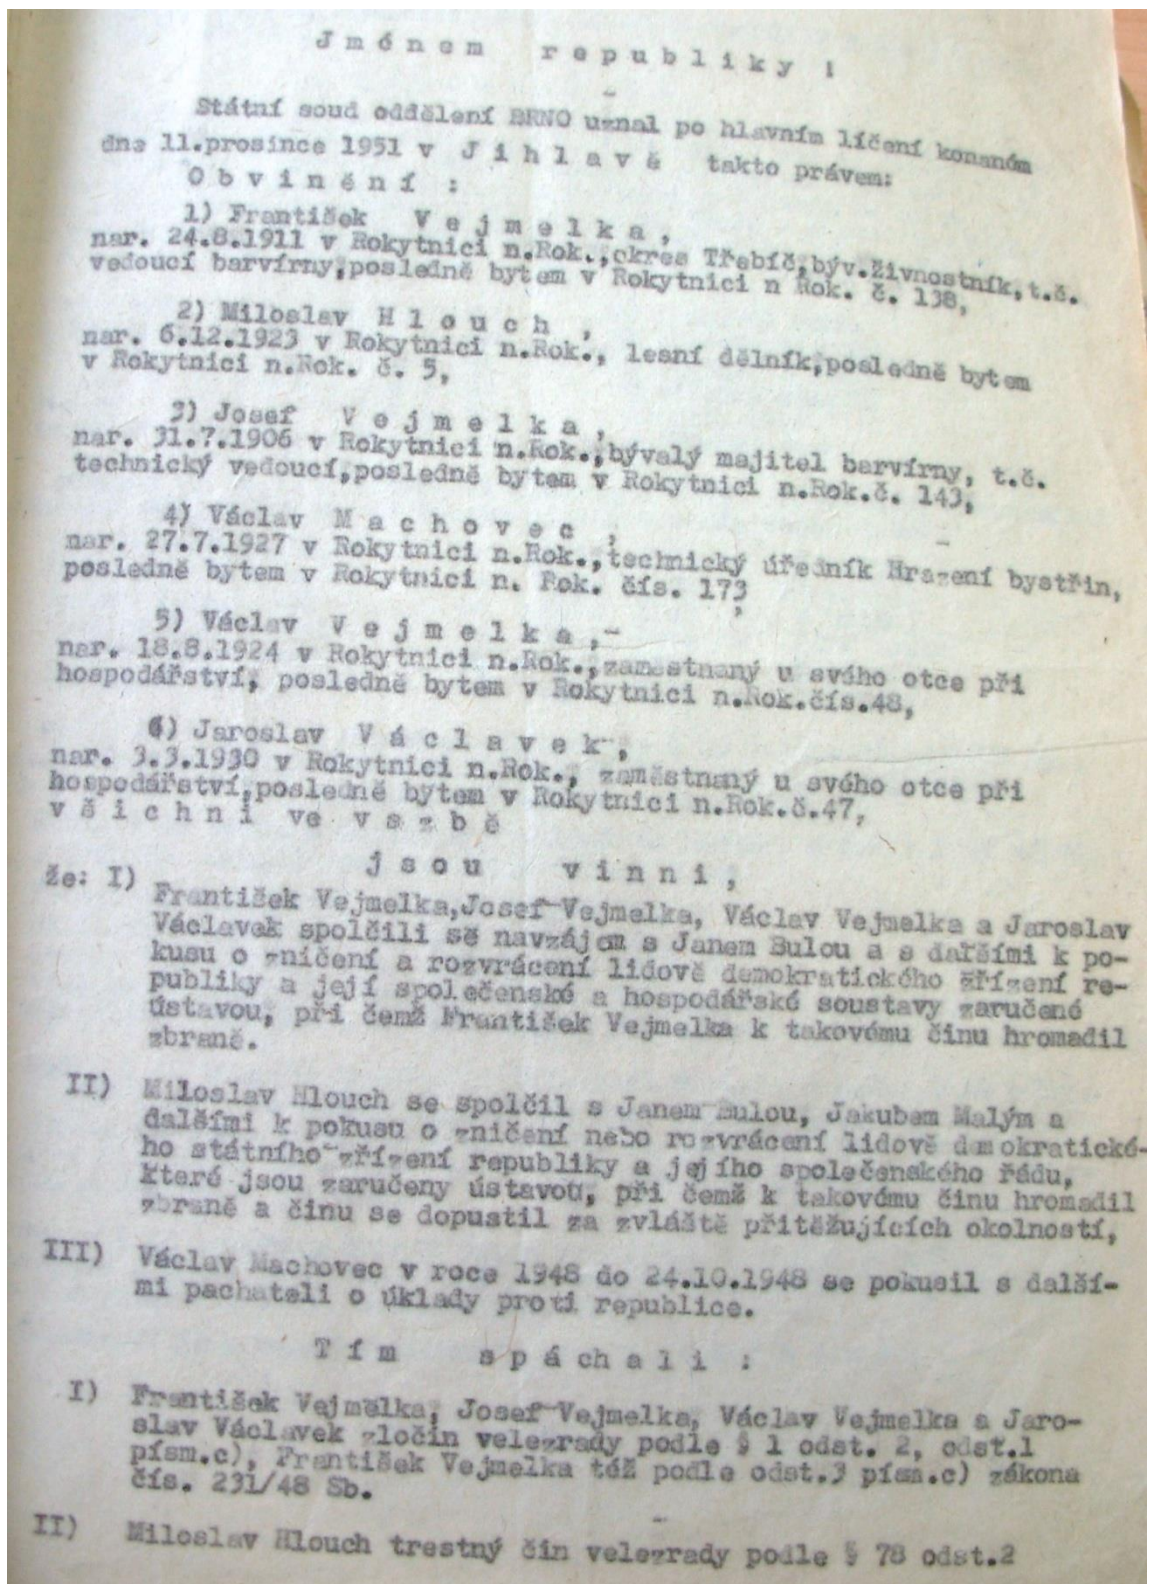 J m é n e m r e p u b l i k y !
Státní soud oddělení BRNO uznal po hlavním líčení konaném
dne 11.prosince 1951 v J i h l a v ě takto právem:
O b v i n ě n í :
1) František V e j m e l k a ,
nar. 24.8.1911 v Rokytnici n.Rok.,okres Třebíč,býv.živnostník,t.č.
vedoucí barvírny,posledně bytem v Rokytnici n Rok. č. 138,
2) Miloslav H l o u c h ,
nar. 6.12.1923 v Rokytnici n.Rok., lesní dělník,posledně bytem
v Rokytnici n.Rok. č. 5,
3) Josef V e j m e l k a ,
nar. 31.7.1906 v Rokytnici n.Rok.,bývalý majitel barvírny, t.č.
technický vedoucí,posledně bytem v Rokytnici n.Rok.č. 143,
4) Václav M a c h o v e c ,
nar. 27.7.1927 v Rokytnici n.Rok.,technický úředník Hrazení bystřin,
posledně bytem v Rokytnici n. Rok. čís. 173,
5) Václav V e j m e l k a ,-
nar. 18.8.1924 v Rokytnici n.Rok.,zaměstnaný u svého otce při
hospodářství, posledně bytem v Rokytnici n.Rok.čís.48,
6) Jaroslav V á c l a v e k ,
nar. 3.3.1930 v Rokytnici n.Rok., zaměstnaný u svého otce při
hospodářství,posledně bytem v Rokytnici n.Rok.č.47,
v š i c h n i ve v a z b ě
j s o u v i n n i ,
že: I) František Vejmelka,Josef Vejmelka, Václav Vejmelka a Jaroslav
Václavek spolčili se navzájem s Janem Bulou a s dalšími k po-
kusu o zničení a rozvrácení lidově demokratického zřízení re-
publiky a její společenské a hospodářské soustavy zaručené
ústavou, při čemž František Vejmelka k takovému činu hromadil
zbraně.
II) Miloslav Hlouch se spolčil s Janem Bulou, Jakubem Malým a
dalšími k pokusu o zničení nebo rozvrácení lidově demokratické-
ho státního zřízení republiky a jejího společenského řádu,
které jsou zaručeny ústavou, při čemž k takovému činu hromadil
zbraně a činu se dopustil za zvláště přitěžujících okolností,
III) Václav Machovec v roce 1948 do 24.10.1948 se pokusil s další-
mi pachateli o úklady proti republice.
T í m s p á ch a l i :
I) František Vejmelka, Josef Vejmelka, Václav Vejmelka a Jaro-
slav Václavek zločin velezrady podle § 1 odst. 2, odst.1
písm.c), František Vejmelka též podle odst.3 písm.c) zákona
čís. 231/48 Sb.
II) Miloslav Hlouch trestný čin velezrady podle § 78 odst.2